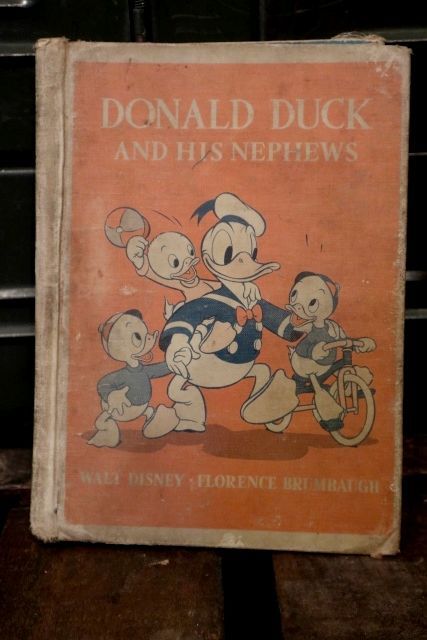 DONALD DUCK
AND HIS NEPHEWS
WALT DISNEY · FLORENCE BRUMBAUGH